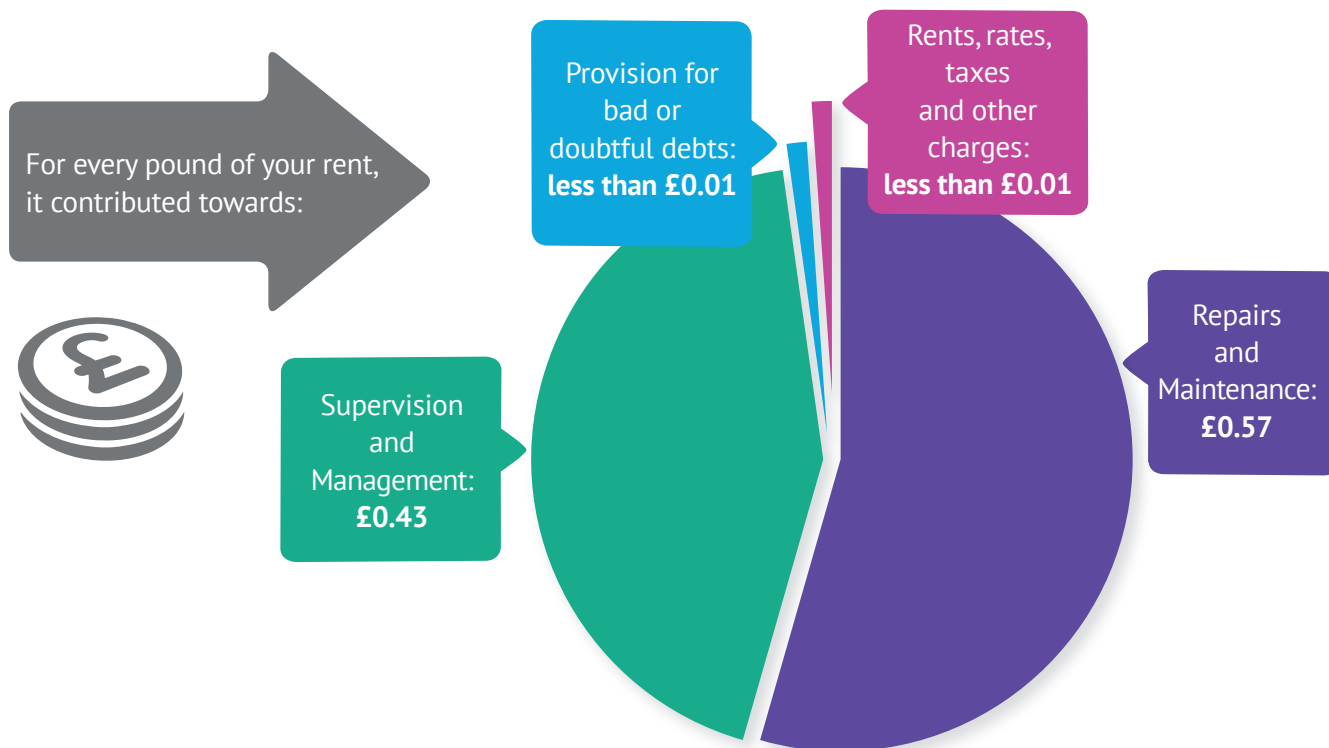 For every pound of your rent,
it contributed towards:
£
Provision for
bad or
doubtful debts:
less than £0.01
Rents, rates,
taxes
and other
charges:
less than £0.01
Supervision
and
Management:
£0.43
Repairs
and
Maintenance:
£0.57